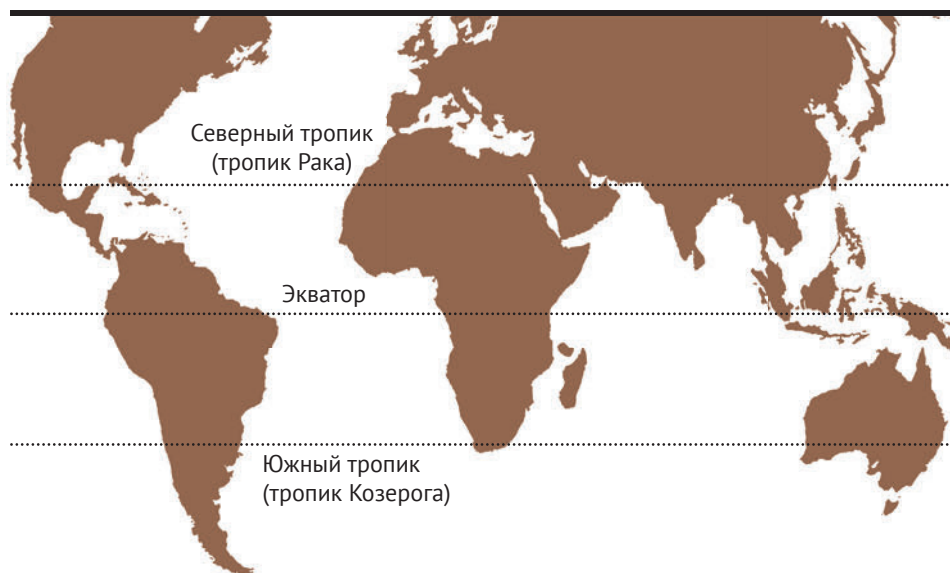 Северный тропик
(тропик Рака)
Экватор
Южный тропик
(тропик Козерога)